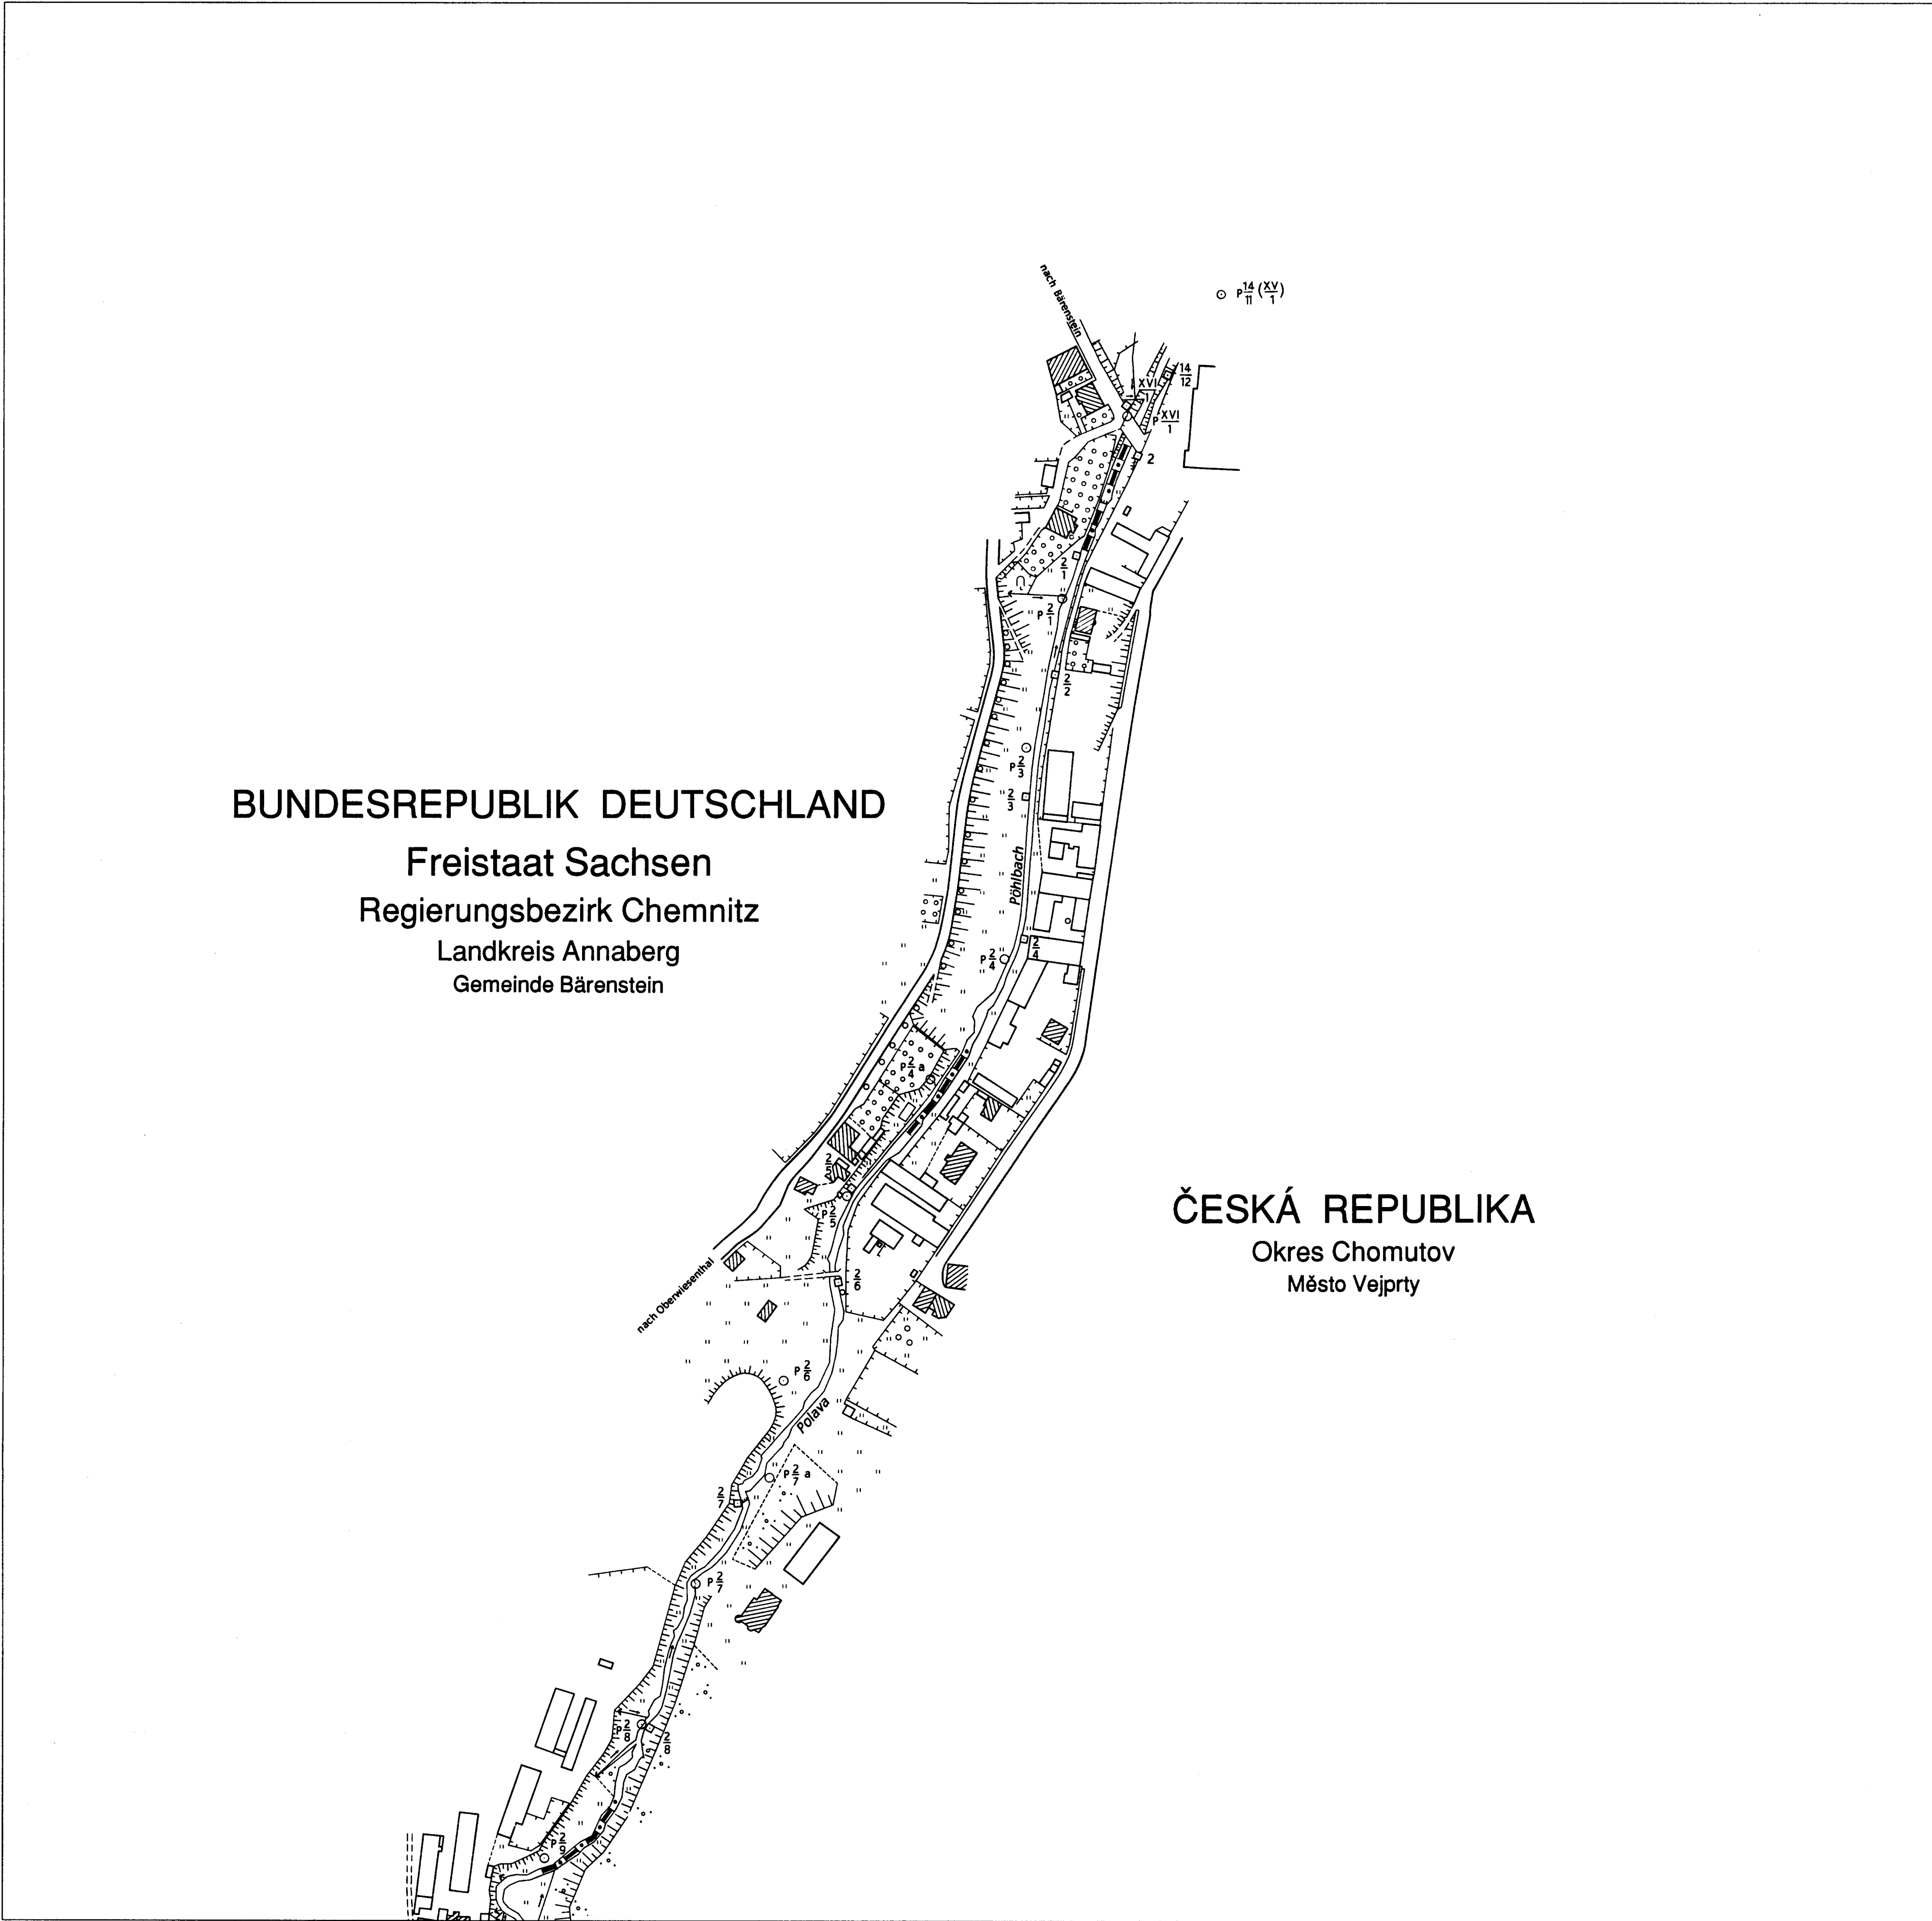 nach Bärenstein
P 14/11 (XV/1)
14/12
XVI/1
P XVI/1
2
2/1
P 2/1
2/2
P 2/3
2/3
BUNDESREPUBLIK DEUTSCHLAND
Freistaat Sachsen
Regierungsbezirk Chemnitz
Landkreis Annaberg
Gemeinde Bärenstein
Pöhlbach
2/4
P 2/4
P 2/4 a
2/5
P 2/5
ČESKÁ REPUBLIKA
Okres Chomutov
Město Vejprty
nach Oberwiesenthal
2/6
P 2/6
Polava
P 2/7 a
2/7
P 2/7
P 2/8
2/8
P 2/9